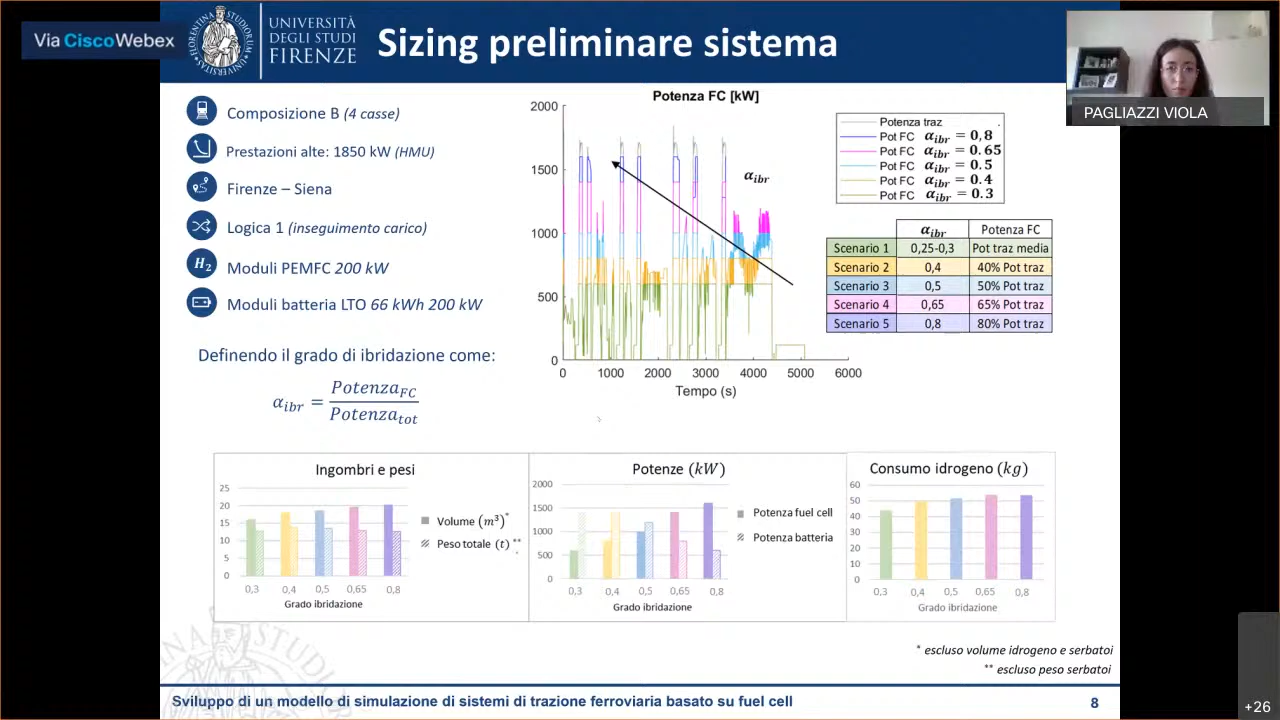 Via Cisco Webex
UNIVERSITÀ
DEGLI STUDI
FIRENZE
Sizing preliminare sistema
PAGLIAZZI VIOLA
Composizione B (4 casse)
Prestazioni alte: 1850 kW (HMU)
Firenze – Siena
Logica 1 (inseguimento carico)
H₂
Moduli PEMFC 200 kW
Moduli batteria LTO 66 kWh 200 kW
Definendo il grado di ibridazione come:
α_ibr = Potenza_FC / Potenza_tot
Potenza FC [kW]
2000
1500
1000
500
0
0 1000 2000 3000 4000 5000 6000
Tempo (s)
α_ibr
Potenza traz
Pot FC α_ibr = 0,8
Pot FC α_ibr = 0.65
Pot FC α_ibr = 0.5
Pot FC α_ibr = 0.4
Pot FC α_ibr = 0.3
α_ibr Potenza FC
Scenario 1 0,25-0,3 Pot traz media
Scenario 2 0,4 40% Pot traz
Scenario 3 0,5 50% Pot traz
Scenario 4 0,65 65% Pot traz
Scenario 5 0,8 80% Pot traz
Ingombri e pesi
25
20
15
10
5
0
0,3 0,4 0,5 0,65 0,8
Grado ibridazione
Volume (m³)*
Peso totale (t) **
Potenze (kW)
2000
1500
1000
500
0
0,3 0,4 0,5 0,65 0,8
Grado ibridazione
Potenza fuel cell
Potenza batteria
Consumo idrogeno (kg)
60
50
40
30
20
10
0
0,3 0,4 0,5 0,65 0,8
Grado ibridazione
* escluso volume idrogeno e serbatoi
** escluso peso serbatoi
Sviluppo di un modello di simulazione di sistemi di trazione ferroviaria basato su fuel cell
8
+26